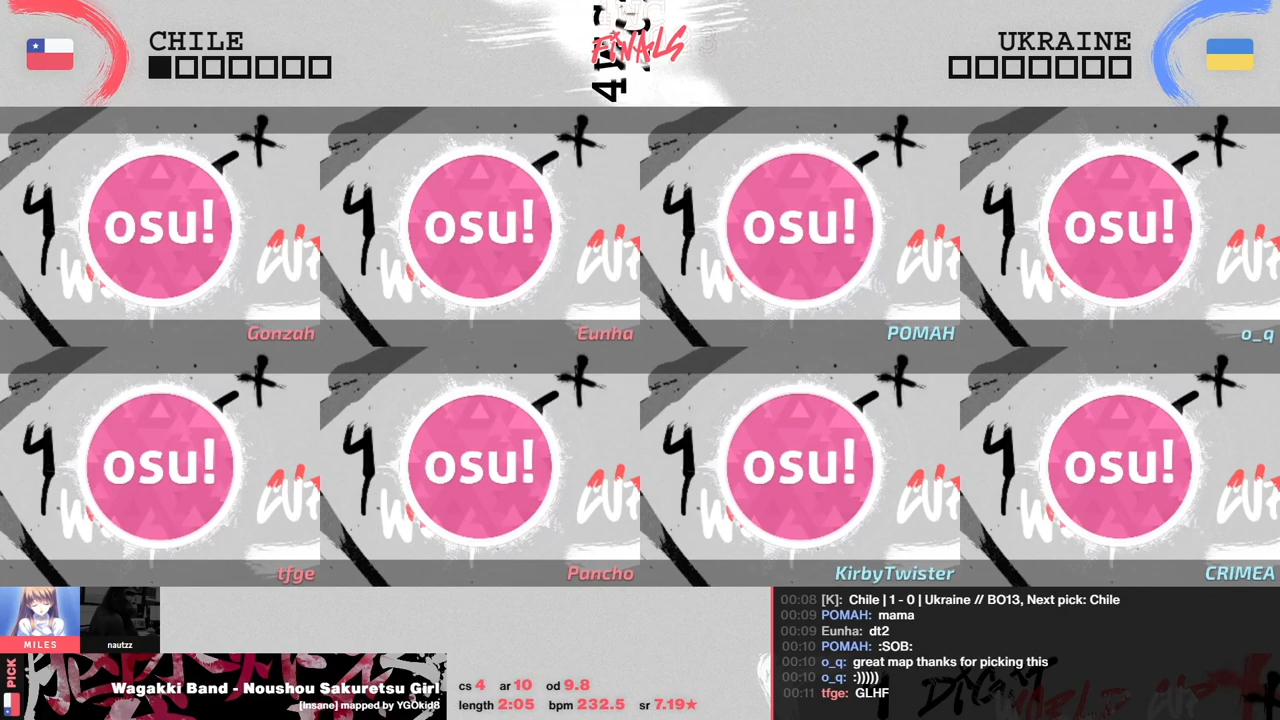 CHILE
UKRAINE
FINALS
4
osu!
osu!
osu!
osu!
Gonzah
Eunha
POMAH
o_q
osu!
osu!
osu!
osu!
tfge
Pancho
KirbyTwister
CRIMEA
MILES
nautzz
PICK
Wagakki Band - Noushou Sakuretsu Girl
[Insane] mapped by YGOkid8
cs 4 ar 10 od 9.8
length 2:05 bpm 232.5 sr 7.19★
00:08 [K]: Chile | 1 - 0 | Ukraine // BO13, Next pick: Chile
00:09 POMAH: mama
00:09 Eunha: dt2
00:10 POMAH: :SOB:
00:10 o_q: great map thanks for picking this
00:10 o_q: :)))))
00:11 tfge: GLHF